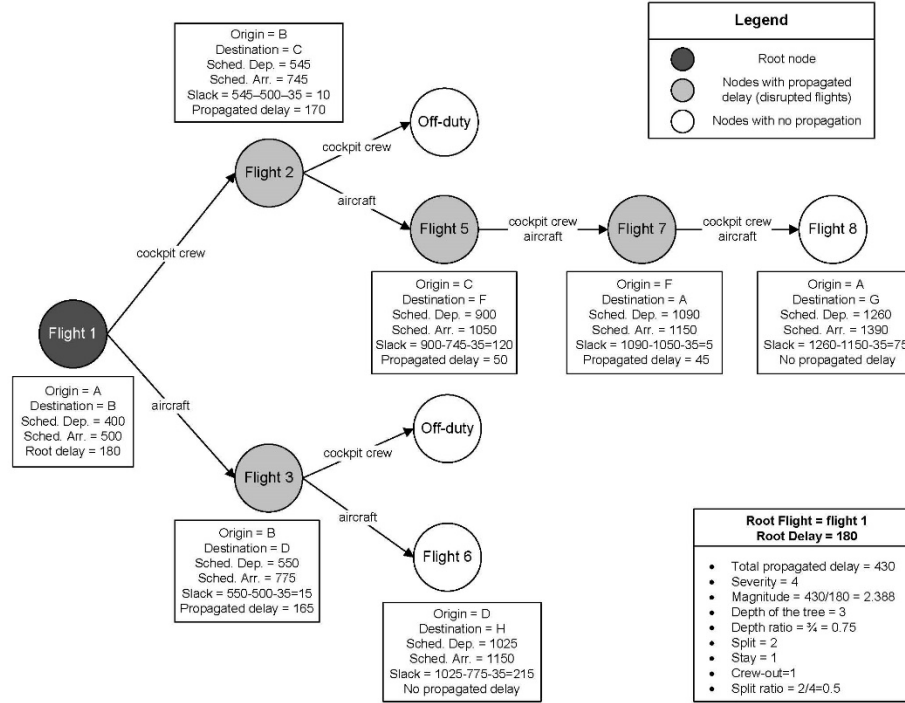 Origin = B
Destination = C
Sched. Dep. = 545
Sched. Arr. = 745
Slack = 545–500–35 = 10
Propagated delay = 170
Legend
Root node
Nodes with propagated
delay (disrupted flights)
Nodes with no propagation
Off-duty
cockpit crew
Flight 2
aircraft
Flight 5
cockpit crew
aircraft
Flight 7
cockpit crew
aircraft
Flight 8
cockpit crew
Origin = C
Destination = F
Sched. Dep. = 900
Sched. Arr. = 1050
Slack = 900-745-35=120
Propagated delay = 50
Origin = F
Destination = A
Sched. Dep. = 1090
Sched. Arr. = 1150
Slack = 1090-1050-35=5
Propagated delay = 45
Origin = A
Destination = G
Sched. Dep. = 1260
Sched. Arr. = 1390
Slack = 1260-1150-35=75
No propagated delay
Flight 1
Origin = A
Destination = B
Sched. Dep. = 400
Sched. Arr. = 500
Root delay = 180
aircraft
Off-duty
cockpit crew
Flight 3
aircraft
Flight 6
Origin = B
Destination = D
Sched. Dep. = 550
Sched. Arr. = 775
Slack = 550-500-35=15
Propagated delay = 165
Origin = D
Destination = H
Sched. Dep. = 1025
Sched. Arr. = 1150
Slack = 1025-775-35=215
No propagated delay
Root Flight = flight 1
Root Delay = 180
• Total propagated delay = 430
• Severity = 4
• Magnitude = 430/180 = 2.388
• Depth of the tree = 3
• Depth ratio = ¾ = 0.75
• Split = 2
• Stay = 1
• Crew-out=1
• Split ratio = 2/4=0.5